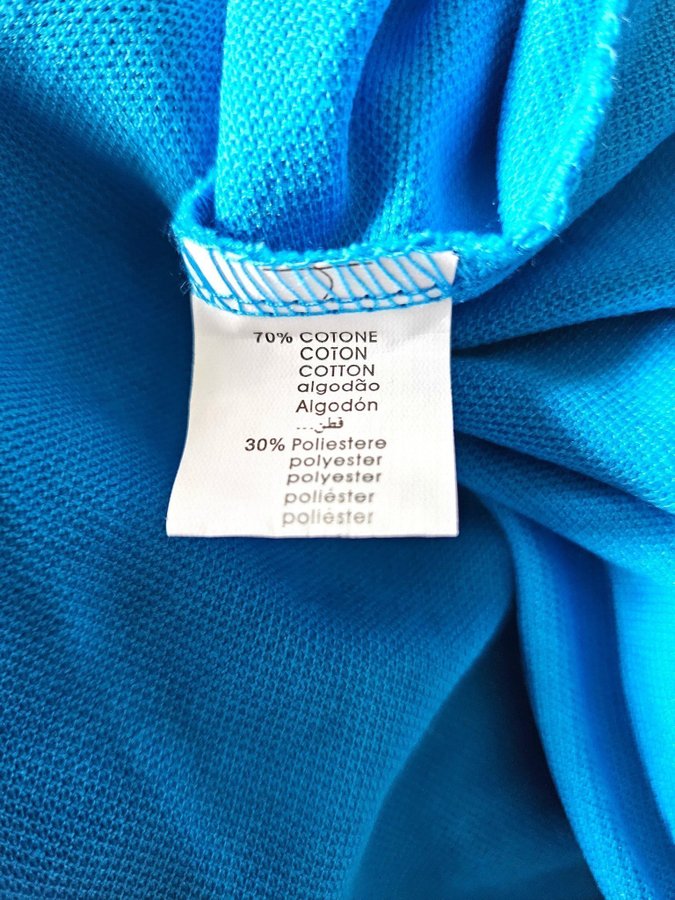 70% COTONE
COTON
COTTON
algodão
Algodón
قطن...
30% Poliestere
polyester
polyester
poliéster
poliéster